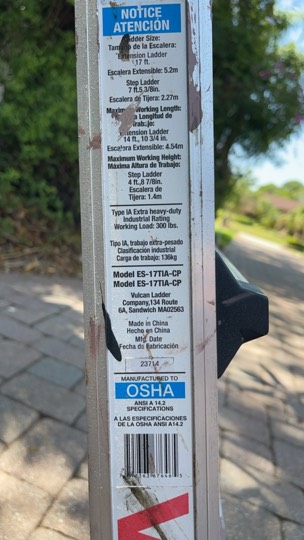 NOTICE
ATENCIÓN
Ladder Size:
Tamaño de la Escalera:
Extension Ladder
17 ft.
Escalera Extensible: 5.2m
Step Ladder
7 ft,5,3/8in.
Escalera de Tijera: 2.27m
Maximum Working Length:
Longitud de
Extension Ladder
14 ft., 10 3/4 in.
Escalera Extensible: 4.54m
Maximum Working Height:
Máxima Altura de Trabajo:
Step Ladder
4 ft.,8 7/8in.
Escalera de
Tijera: 1.4m
Type IA Extra heavy-duty
Industrial Rating
Working Load: 300 lbs.
Tipo IA, trabajo extra-pesado
Clasificación industrial
Carga de trabajo: 136kg
Model ES-17TIA-CP
Model ES-17TIA-CP
Vulcan Ladder
Company,134 Route
6A, Sandwich MA02563
Made in China
Hecho en China
Mfg. Date
Fecha de Fabricación
23714
MANUFACTURED TO
OSHA
ANSI A 14.2
SPECIFICATIONS
A LAS ESPECIFICACIONES
DE LA OSHA ANSI A14.2